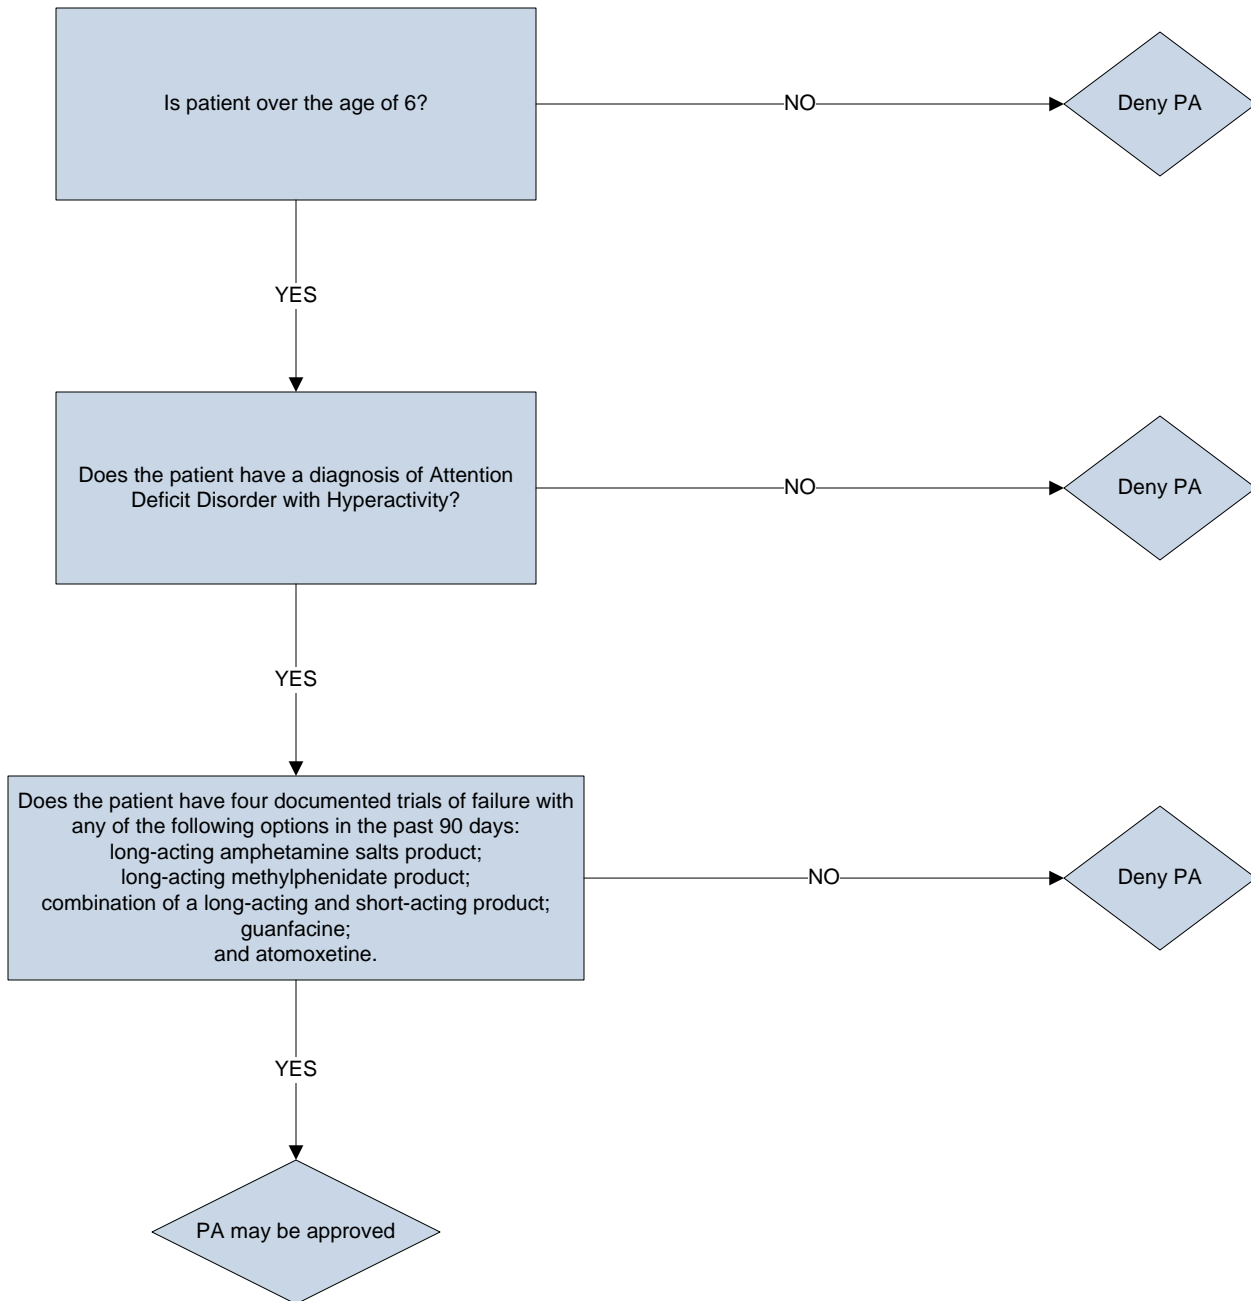 Is patient over the age of 6?
NO
Deny PA
YES
Does the patient have a diagnosis of Attention
Deficit Disorder with Hyperactivity?
NO
Deny PA
YES
Does the patient have four documented trials of failure with
any of the following options in the past 90 days:
long-acting amphetamine salts product;
long-acting methylphenidate product;
combination of a long-acting and short-acting product;
guanfacine;
and atomoxetine.
NO
Deny PA
YES
PA may be approved